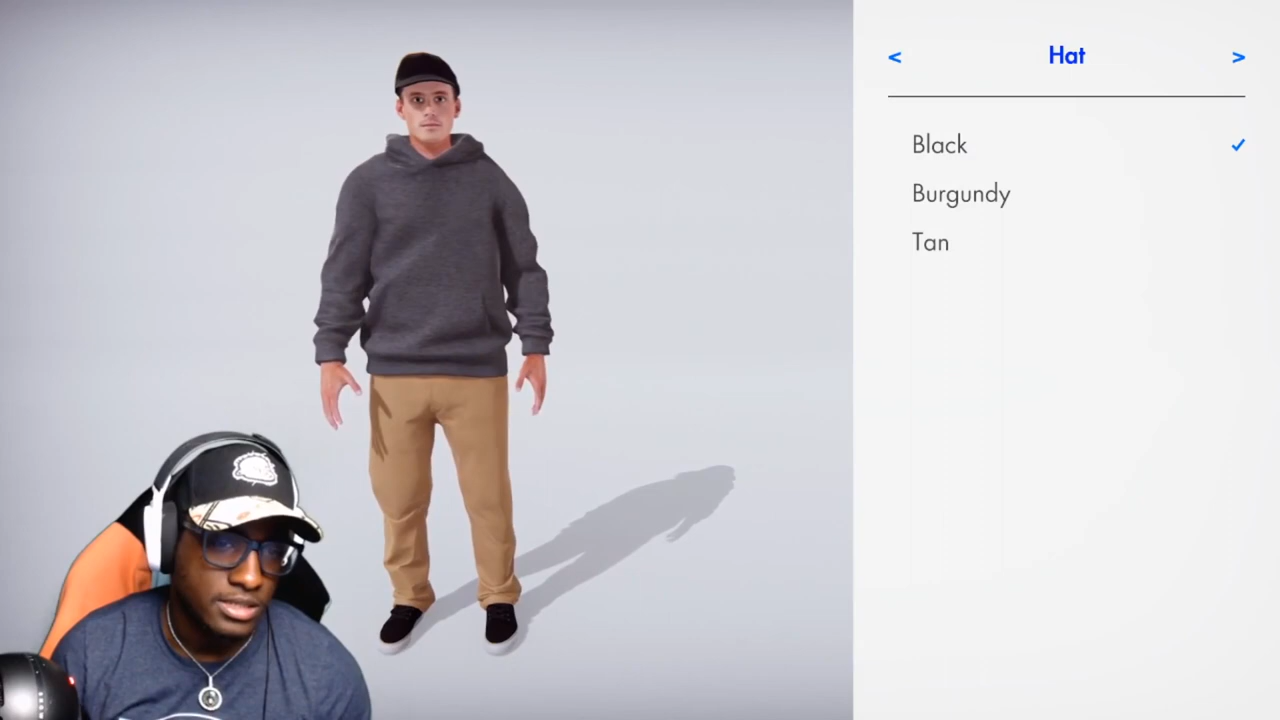 < Hat >
Black ✓
Burgundy
Tan